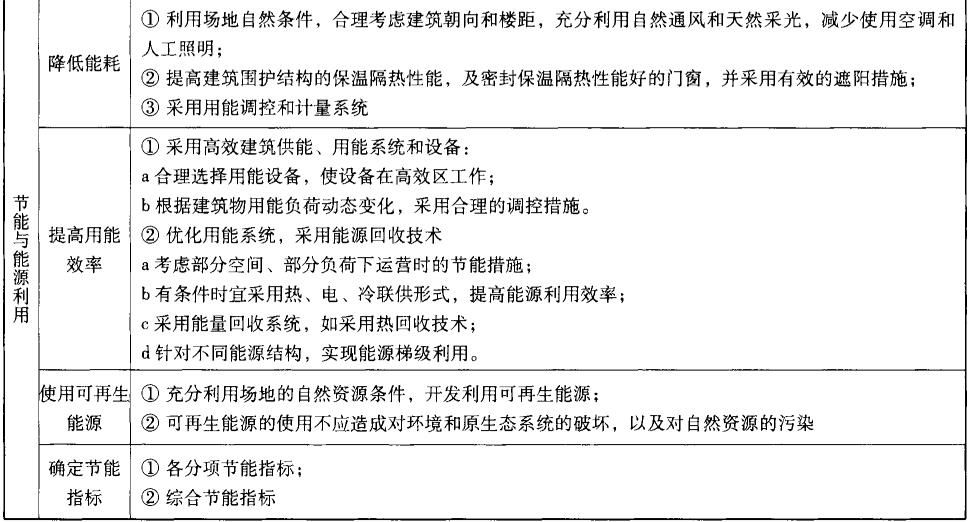 节能与能源利用
降低能耗
① 利用场地自然条件，合理考虑建筑朝向和楼距，充分利用自然通风和天然采光，减少使用空调和
人工照明；
② 提高建筑围护结构的保温隔热性能，及密封保温隔热性能好的门窗，并采用有效的遮阳措施；
③ 采用用能调控和计量系统
提高用能
效率
① 采用高效建筑供能、用能系统和设备：
a 合理选择用能设备，使设备在高效区工作；
b 根据建筑物用能负荷动态变化，采用合理的调控措施。
② 优化用能系统，采用能源回收技术
a 考虑部分空间、部分负荷下运营时的节能措施；
b 有条件时宜采用热、电、冷联供形式，提高能源利用效率；
c 采用能量回收系统，如采用热回收技术；
d 针对不同能源结构，实现能源梯级利用。
使用可再生
能源
① 充分利用场地的自然资源条件，开发利用可再生能源；
② 可再生能源的使用不应造成对环境和原生态系统的破坏，以及对自然资源的污染
确定节能
指标
① 各分项节能指标；
② 综合节能指标